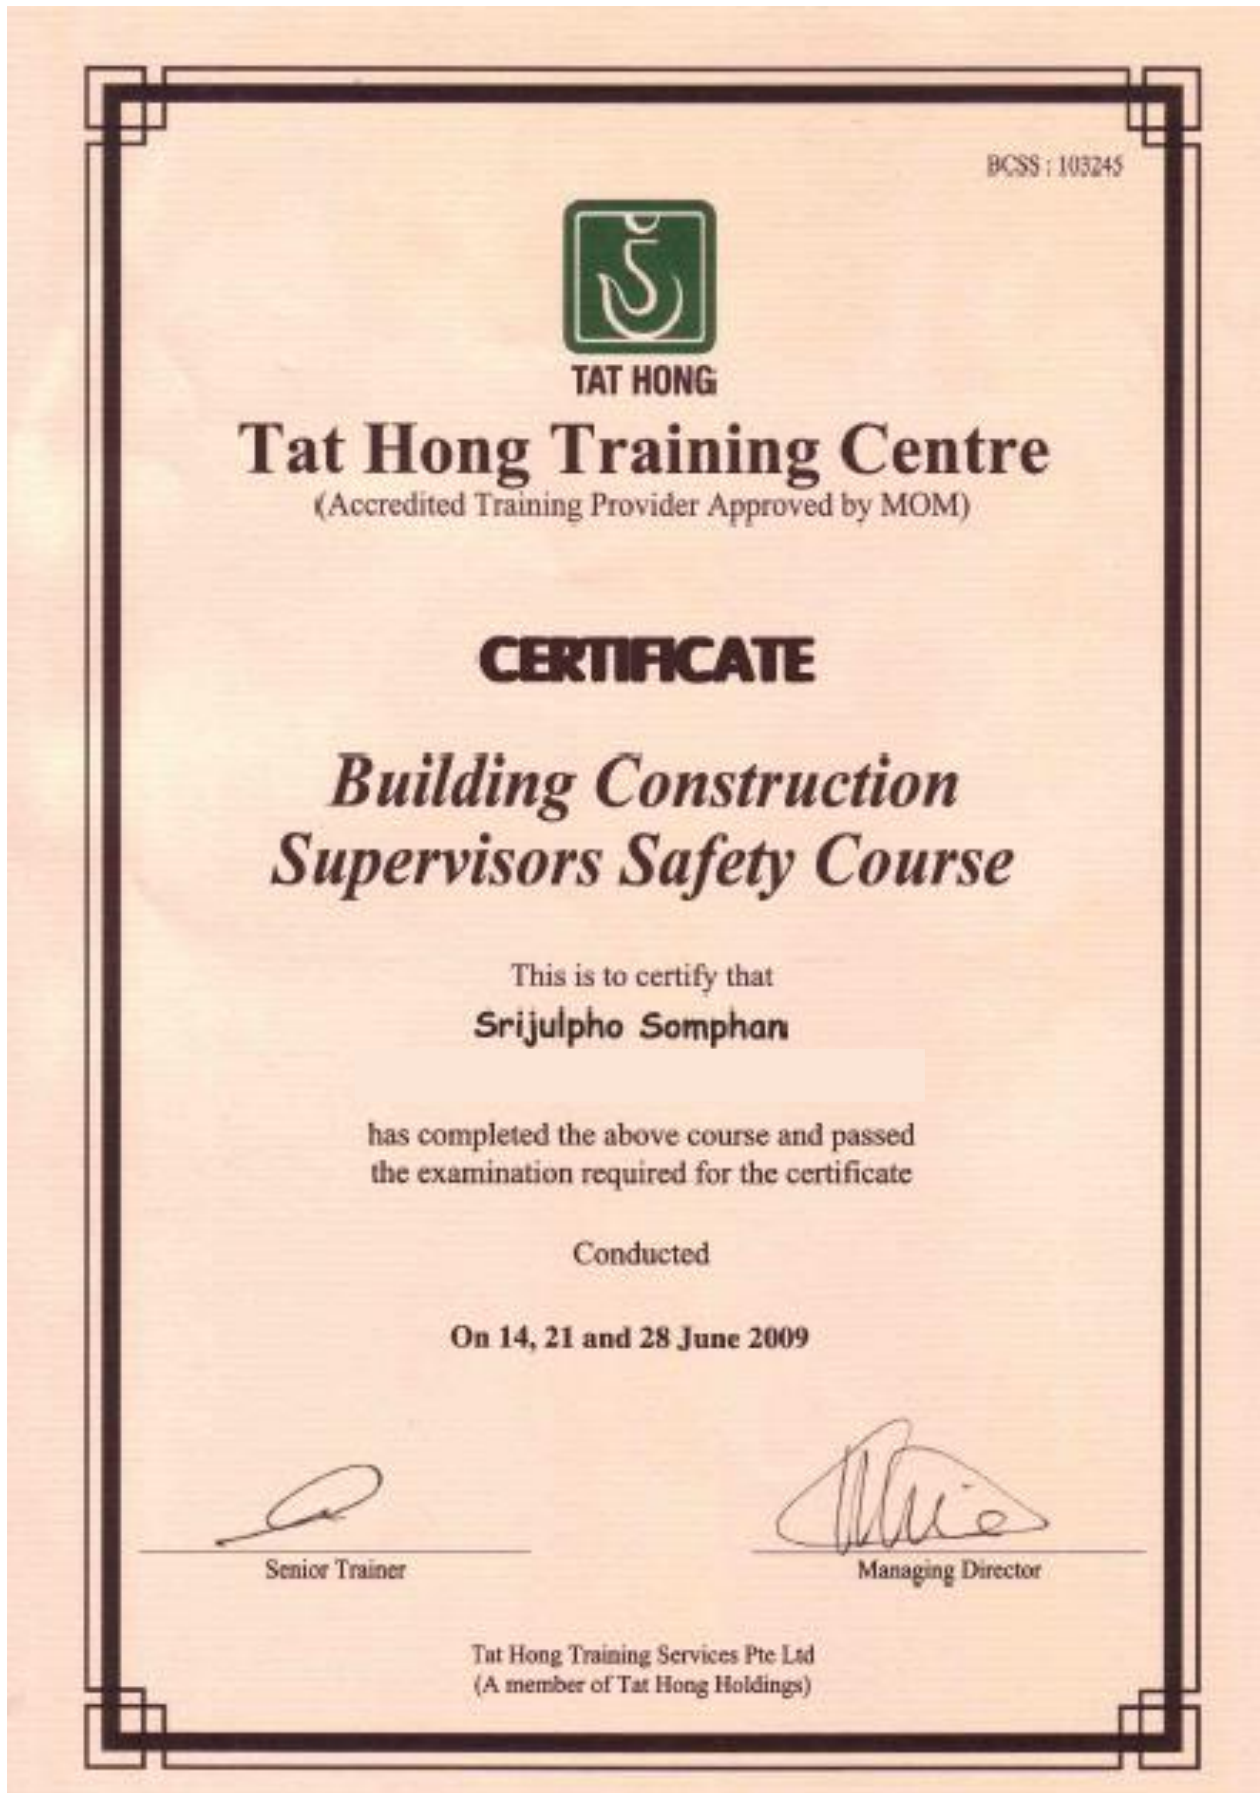 BCSS : 103245
TAT HONG
Tat Hong Training Centre
(Accredited Training Provider Approved by MOM)
CERTIFICATE
Building Construction
Supervisors Safety Course
This is to certify that
Srijulpho Somphan
has completed the above course and passed
the examination required for the certificate
Conducted
On 14, 21 and 28 June 2009
Senior Trainer
Managing Director
Tat Hong Training Services Pte Ltd
(A member of Tat Hong Holdings)